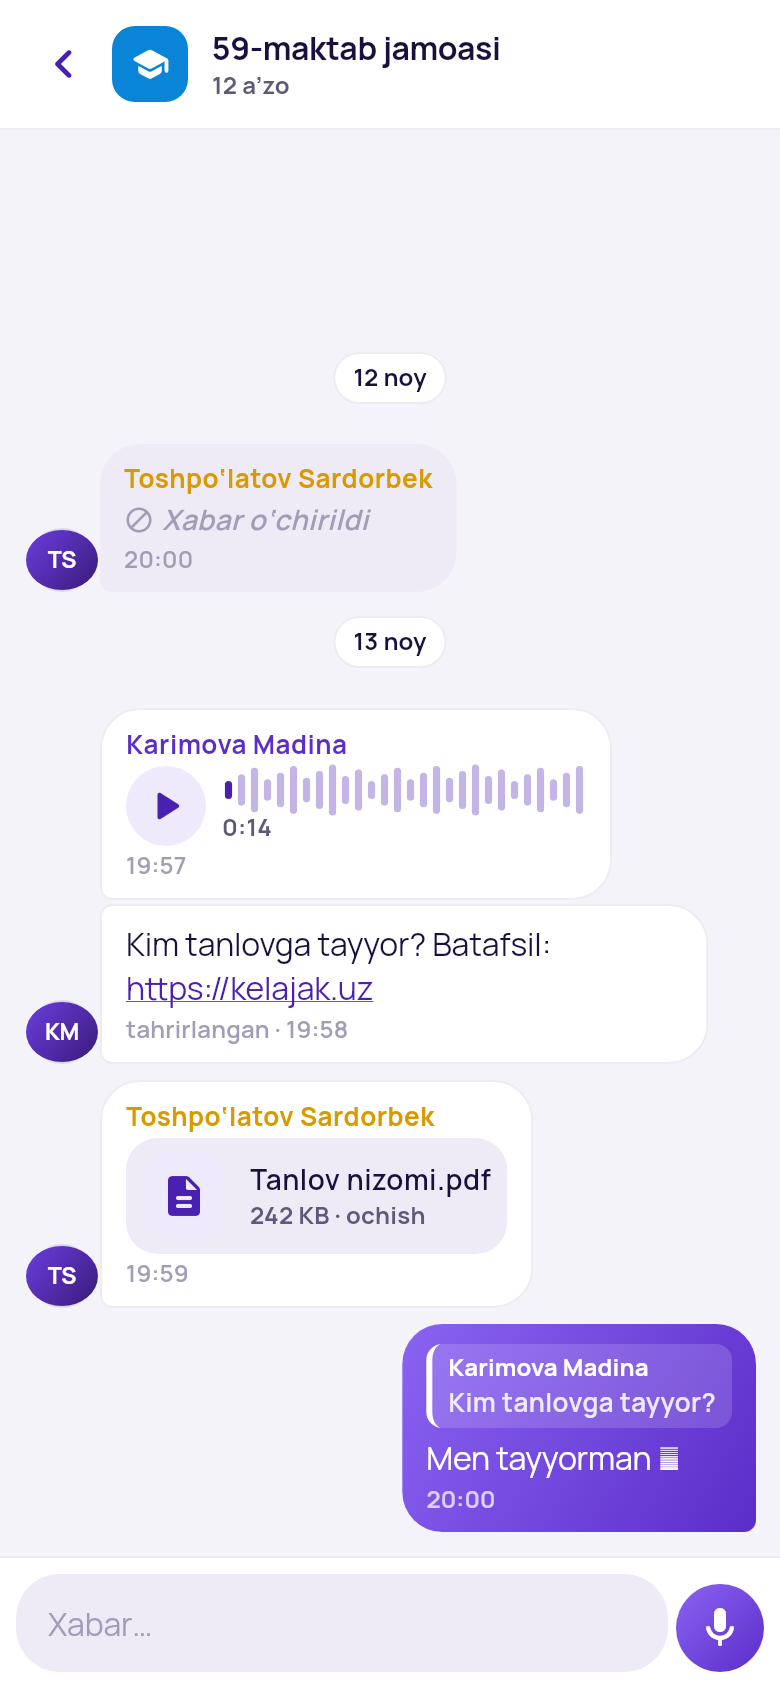 59-maktab jamoasi
12 a’zo
12 noy
Toshpo‘latov Sardorbek
Xabar o‘chirildi
20:00
TS
13 noy
Karimova Madina
0:14
19:57
Kim tanlovga tayyor? Batafsil:
https://kelajak.uz
tahrirlangan · 19:58
KM
Toshpo‘latov Sardorbek
Tanlov nizomi.pdf
242 KB · ochish
19:59
TS
Karimova Madina
Kim tanlovga tayyor?
Men tayyorman
20:00
Xabar...